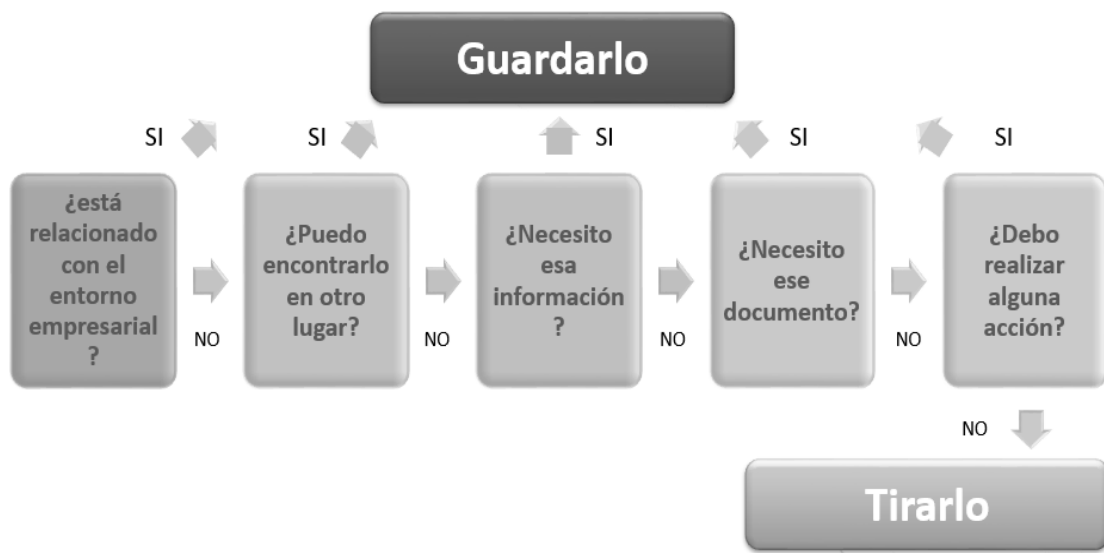 Guardarlo
SI
SI
SI
SI
SI
¿está
relacionado
con el
entorno
empresarial
?
¿Puedo
encontrarlo
en otro
lugar?
¿Necesito
esa
información
?
¿Necesito
ese
documento?
¿Debo
realizar
alguna
acción?
NO
NO
NO
NO
NO
Tirarlo